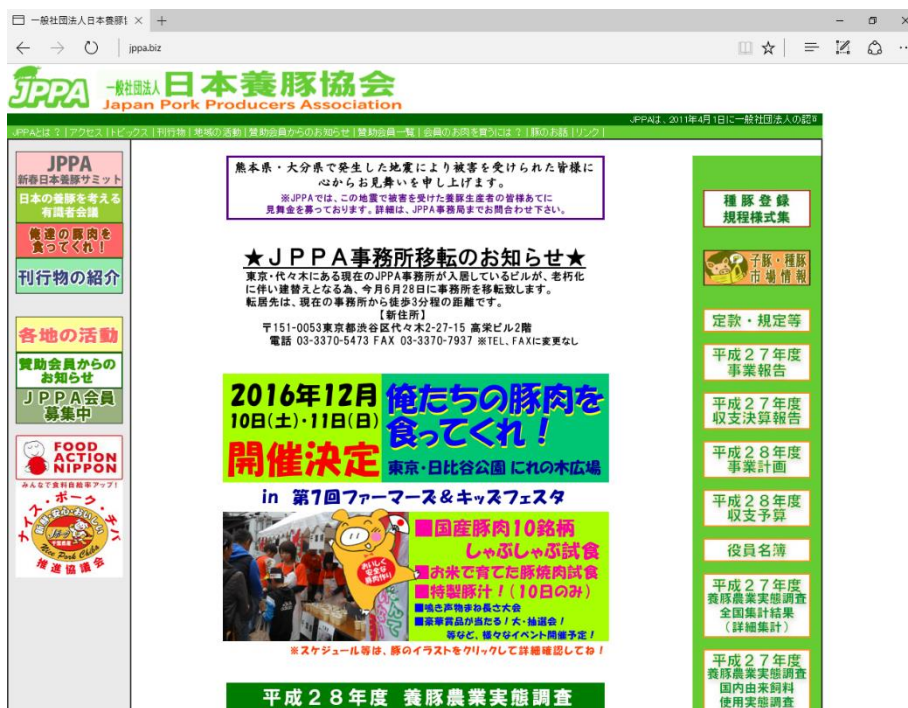 一般社団法人日本養豚
jppa.biz
JPPA 一般社団法人日本養豚協会
Japan Pork Producers Association
JPPAは、2011年4月1日に一般社団法人の認
JPPAとは？|アクセス|トピックス|刊行物|地域の活動|賛助会員からのお知らせ|賛助会員一覧|会員のお肉を買うには？|豚のお話|リンク|
JPPA
新春日本養豚サミット
日本の養豚を考える
有識者会議
俺達の豚肉を
食ってくれ！
刊行物の紹介
各地の活動
賛助会員からの
お知らせ
JPPA会員
募集中
FOOD
ACTION
NIPPON
みんなで食料自給率アップ！
ナイス・ポーク・チバ
Nice Pork Chiba
推進協議会
熊本県・大分県で発生した地震により被害を受けられた皆様に
心からお見舞いを申し上げます。
※JPPAでは、この地震で被害を受けた養豚生産者の皆様あてに
見舞金を募っております。詳細は、JPPA事務局までお問合わせ下さい。
★JPPA事務所移転のお知らせ★
東京・代々木にある現在のJPPA事務所が入居しているビルが、老朽化
に伴い建替えとなる為、今月6月28日に事務所を移転致します。
転居先は、現在の事務所から徒歩3分程の距離です。
【新住所】
〒151-0053東京都渋谷区代々木2-27-15 高栄ビル2階
電話 03-3370-5473 FAX 03-3370-7937 ※TEL、FAXに変更なし
2016年12月
10日(土)・11日(日)
開催決定
俺たちの豚肉を
食ってくれ！
東京・日比谷公園 にれの木広場
in 第7回ファーマーズ＆キッズフェスタ
おいしく
安全な
豚肉作り
■国産豚肉10銘柄
しゃぶしゃぶ試食
■お米で育てた豚焼肉試食
■特製豚汁！(10日のみ)
■鳴き声物まね長さ大会
■豪華賞品が当たる！大・抽選会！
等など、様々なイベント開催予定！
※スケジュール等は、豚のイラストをクリックして詳細確認してね！
平成２８年度 養豚農業実態調査
種豚登録
規程様式集
子豚・種豚
市場情報
定款・規定等
平成２７年度
事業報告
平成２７年度
収支決算報告
平成２８年度
事業計画
平成２８年度
収支予算
役員名簿
平成２７年度
養豚農業実態調査
全国集計結果
（詳細集計）
平成２７年度
養豚農業実態調査
国内由来飼料
使用実態調査